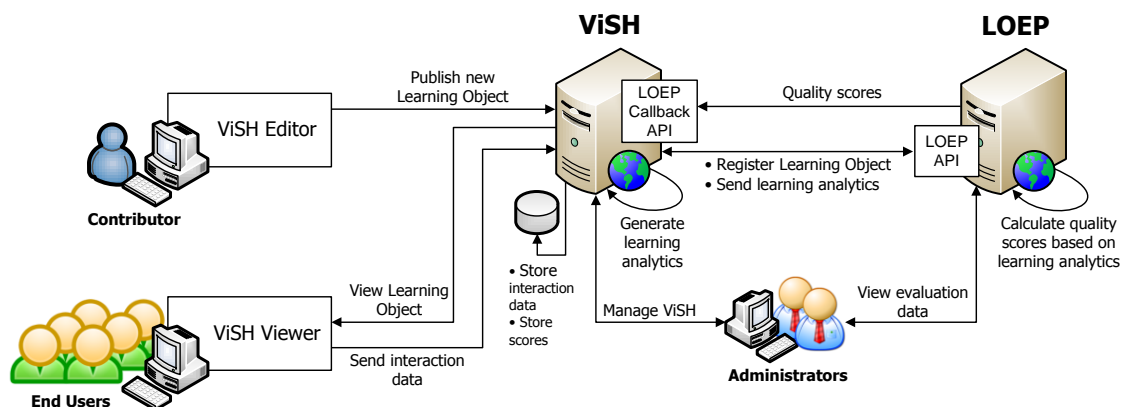 ViSH
LOEP
Publish new
Learning Object
ViSH Editor
LOEP
Callback
API
Quality scores
LOEP
API
• Register Learning Object
• Send learning analytics
Contributor
Generate
learning
analytics
Calculate quality
scores based on
learning analytics
• Store
interaction
data
• Store
scores
View Learning
Object
ViSH Viewer
Send interaction
data
Manage ViSH
View evaluation
data
Administrators
End Users